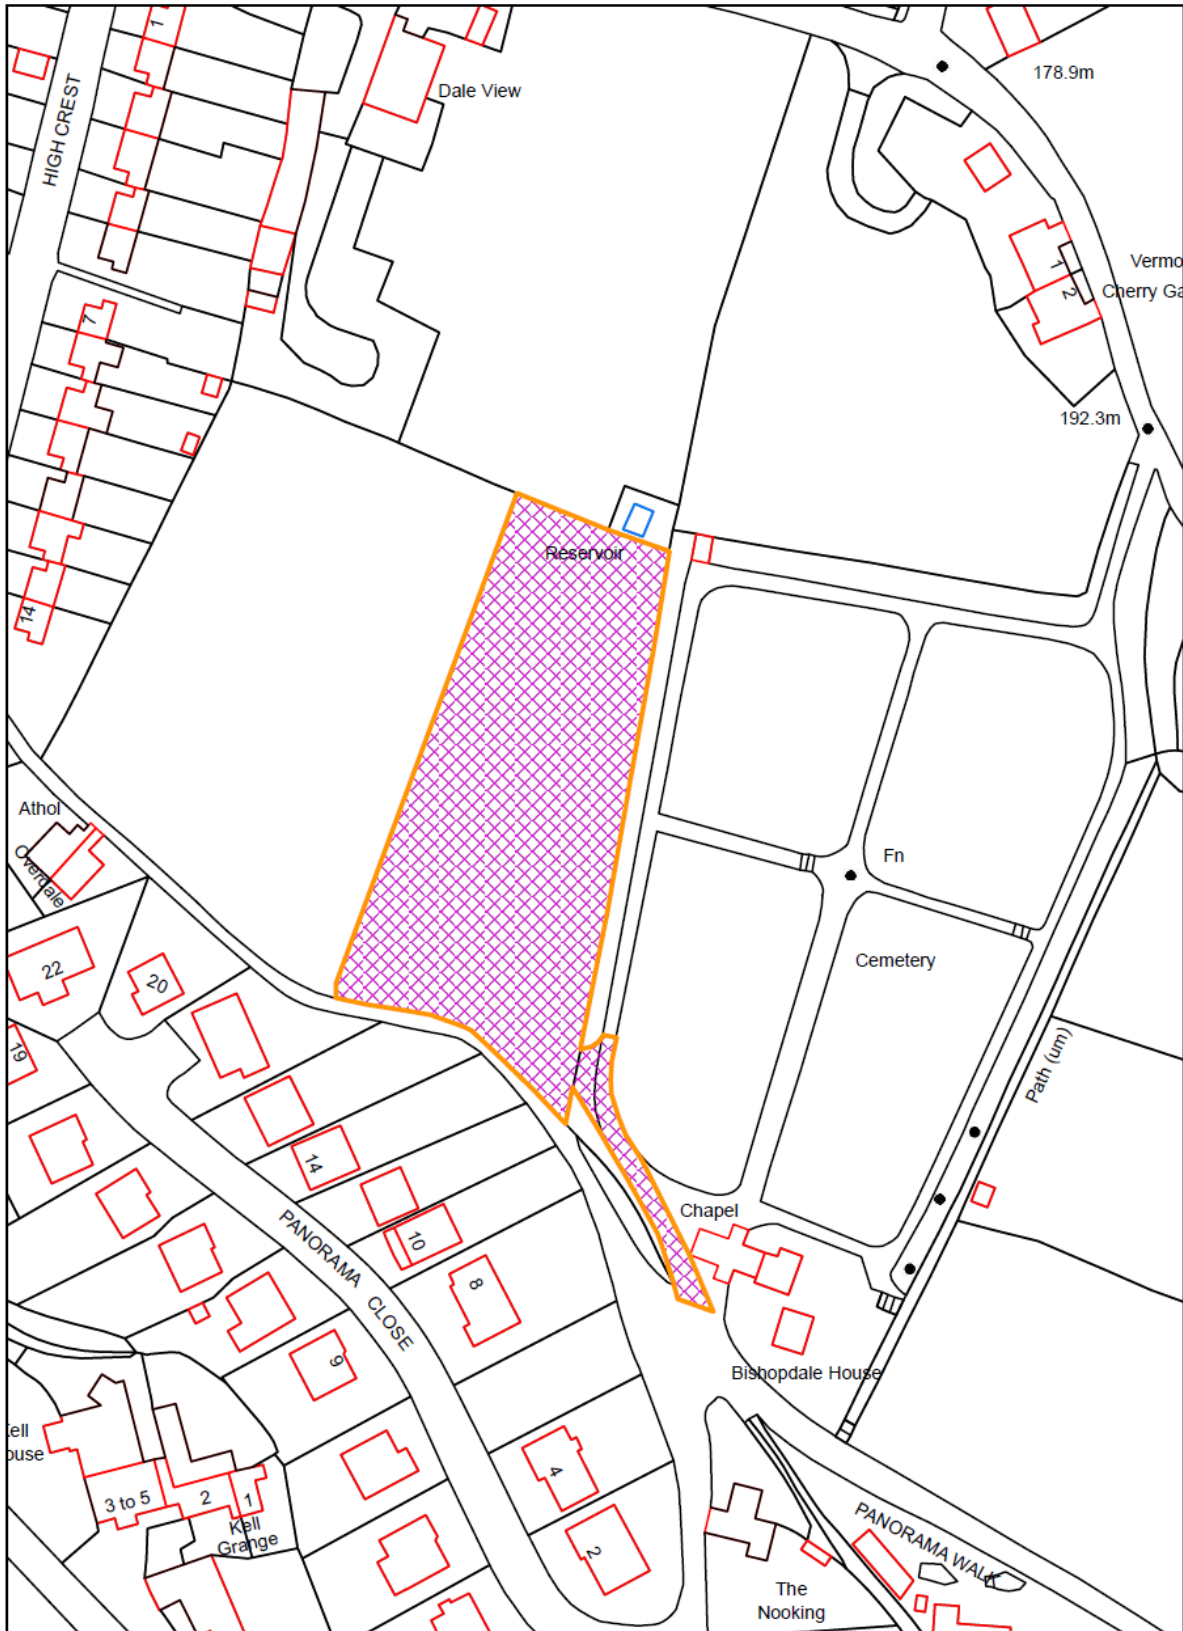 1
178.9m
Dale View
HIGH CREST
1
2
Vermo
Cherry Ga
7
192.3m
Reservoir
14
Athol
Overdale
Fn
Cemetery
22
20
19
Path (um)
14
10
Chapel
8
PANORAMA CLOSE
9
Bishopdale House
Kell
ouse
4
3 to 5
2
1
Kell
Grange
2
PANORAMA WALK
The
Nooking